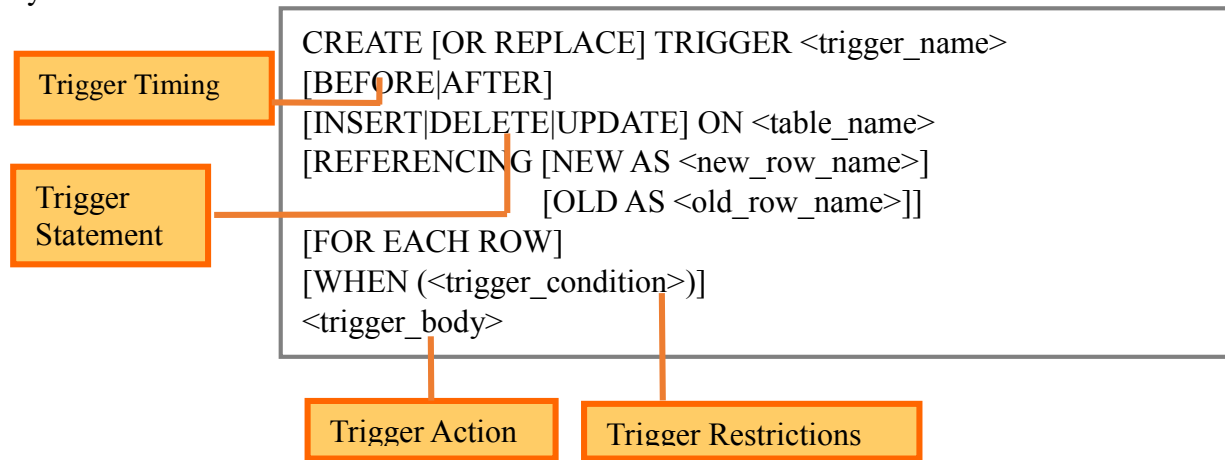 CREATE [OR REPLACE] TRIGGER <trigger_name>
[BEFORE|AFTER]
[INSERT|DELETE|UPDATE] ON <table_name>
[REFERENCING [NEW AS <new_row_name>]
[OLD AS <old_row_name>]]
[FOR EACH ROW]
[WHEN (<trigger_condition>)]
<trigger_body>
Trigger Timing
Trigger
Statement
Trigger Action
Trigger Restrictions